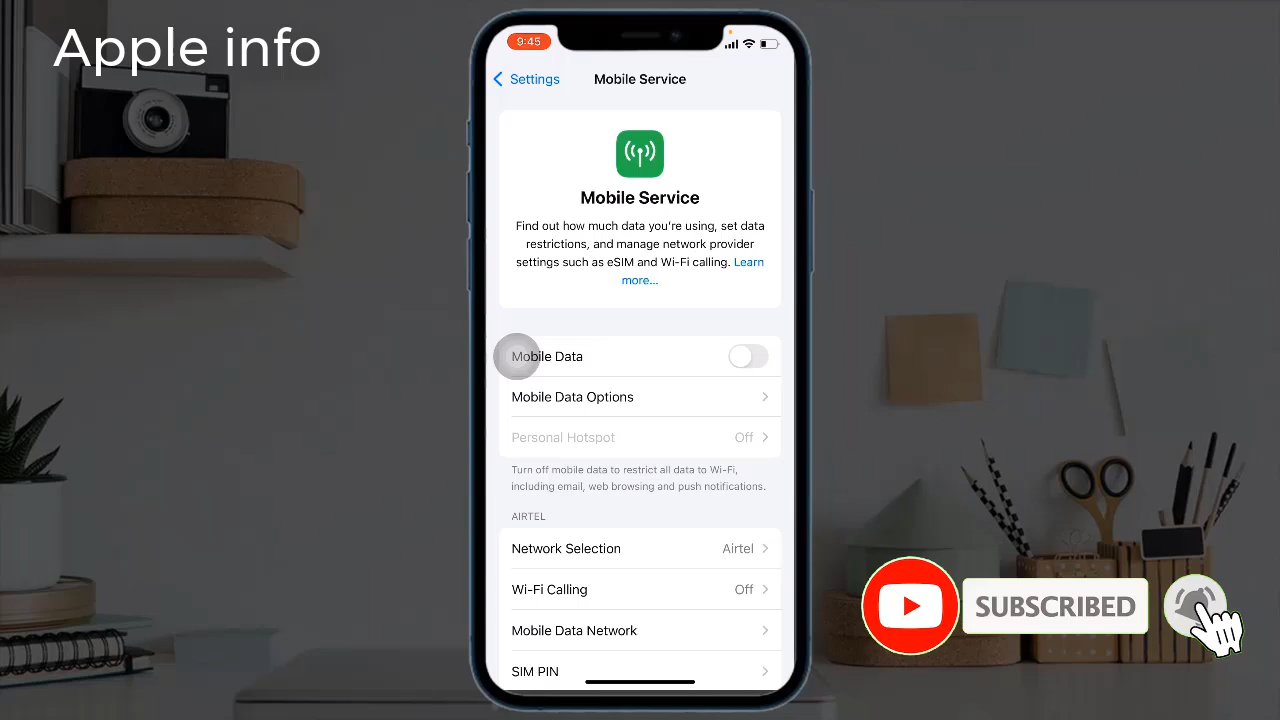 Apple info
9:45
Settings
Mobile Service
Mobile Service
Find out how much data you're using, set data
restrictions, and manage network provider
settings such as eSIM and Wi-Fi calling. Learn
more...
Mobile Data
Mobile Data Options
Personal Hotspot Off
Turn off mobile data to restrict all data to Wi-Fi,
including email, web browsing and push notifications.
AIRTEL
Network Selection Airtel
Wi-Fi Calling Off
Mobile Data Network
SIM PIN
SUBSCRIBED